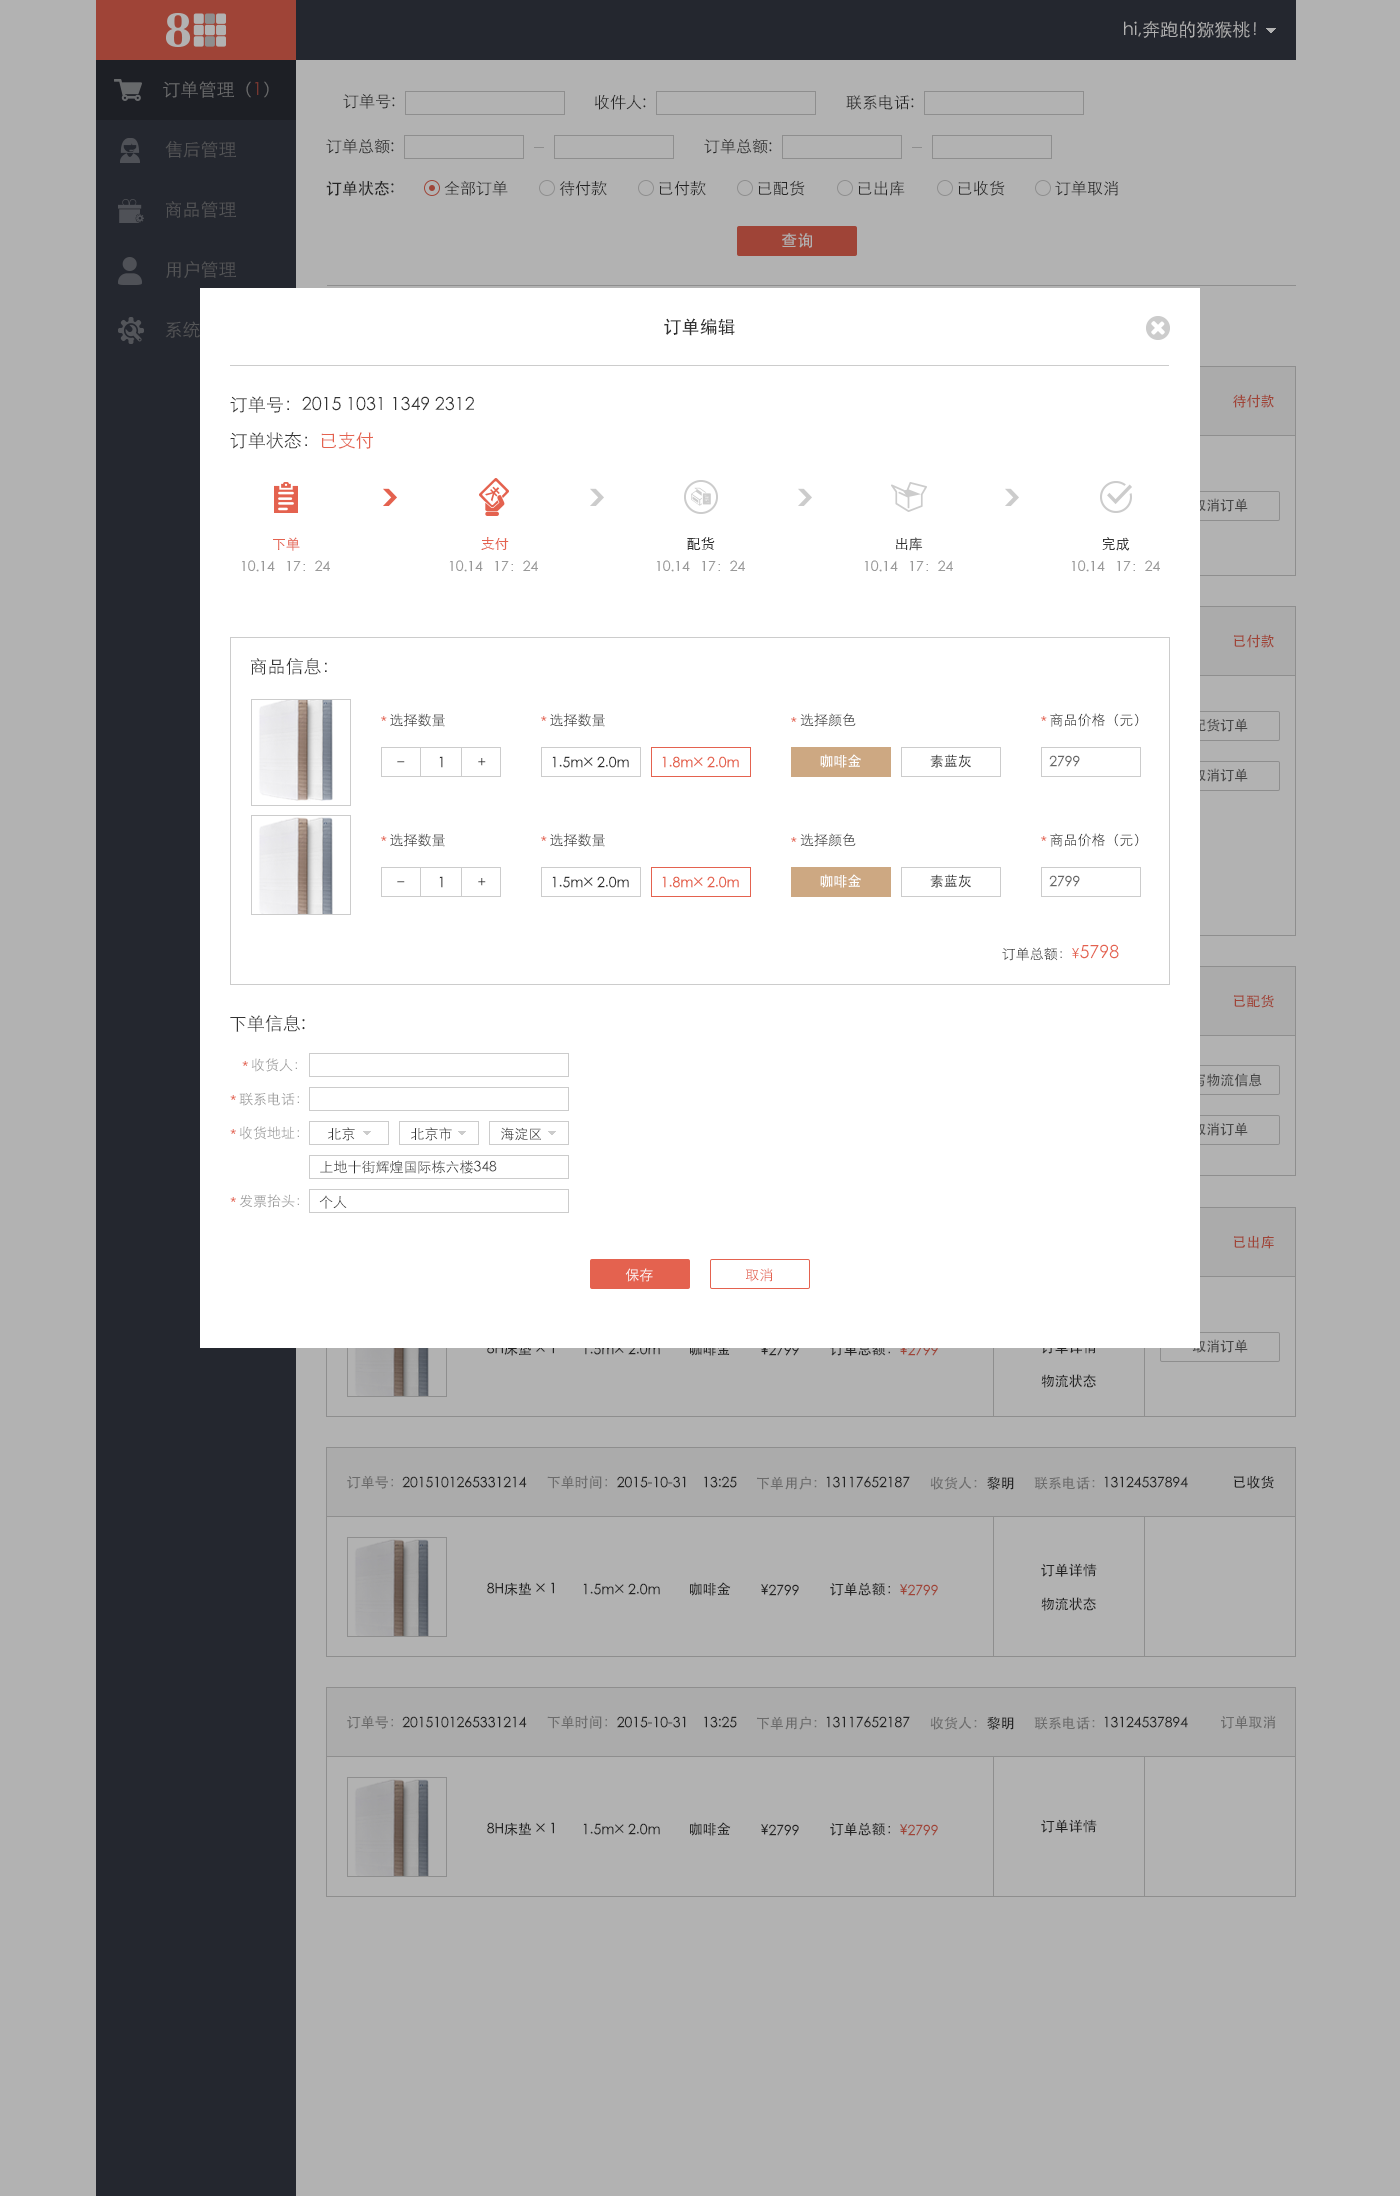 8
hi,奔跑的猕猴桃!
订单管理（1）
售后管理
商品管理
用户管理
系统
订单号: 收件人: 联系电话:
订单总额: — 订单总额: —
订单状态: 全部订单 待付款 已付款 已配货 已出库 已收货 订单取消
查询
订单编辑
订单号：2015 1031 1349 2312
订单状态：已支付
下单 支付 配货 出库 完成
10.14 17：24 10.14 17：24 10.14 17：24 10.14 17：24 10.14 17：24
商品信息:
*选择数量 *选择数量 *选择颜色 *商品价格（元）
- 1 + 1.5m× 2.0m 1.8m× 2.0m 咖啡金 素蓝灰 2799
*选择数量 *选择数量 *选择颜色 *商品价格（元）
- 1 + 1.5m× 2.0m 1.8m× 2.0m 咖啡金 素蓝灰 2799
订单总额：¥5798
下单信息:
*收货人:
*联系电话:
*收货地址: 北京 北京市 海淀区
上地十街辉煌国际栋六楼348
*发票抬头: 个人
保存 取消
待付款
取消订单
已付款
配货订单
取消订单
已配货
写物流信息
取消订单
已出库
8H床垫 × 1 1.5m× 2.0m 咖啡金 ¥2799 订单总额：¥2799 订单详情 取消订单
物流状态
订单号：2015101265331214 下单时间：2015-10-31 13:25 下单用户：13117652187 收货人：黎明 联系电话：13124537894 已收货
8H床垫 × 1 1.5m× 2.0m 咖啡金 ¥2799 订单总额：¥2799 订单详情
物流状态
订单号：2015101265331214 下单时间：2015-10-31 13:25 下单用户：13117652187 收货人：黎明 联系电话：13124537894 订单取消
8H床垫 × 1 1.5m× 2.0m 咖啡金 ¥2799 订单总额：¥2799 订单详情